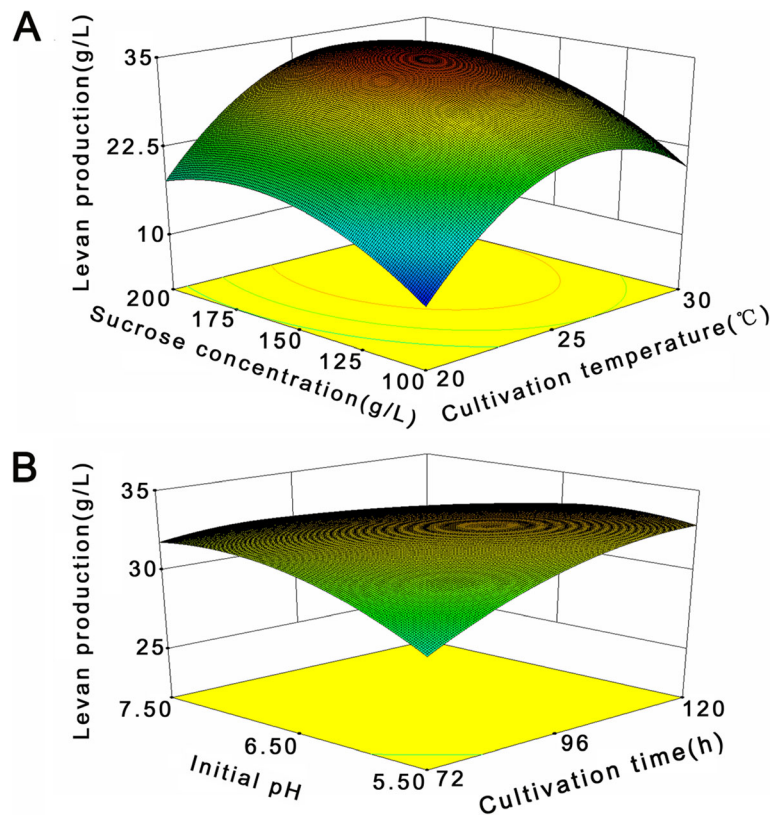 A
Levan production(g/L)
35
22.5
10
200
175
150
125
100
Sucrose concentration(g/L)
20
25
30
Cultivation temperature(℃)
B
Levan production(g/L)
35
30
25
7.50
6.50
5.50
Initial pH
72
96
120
Cultivation time(h)